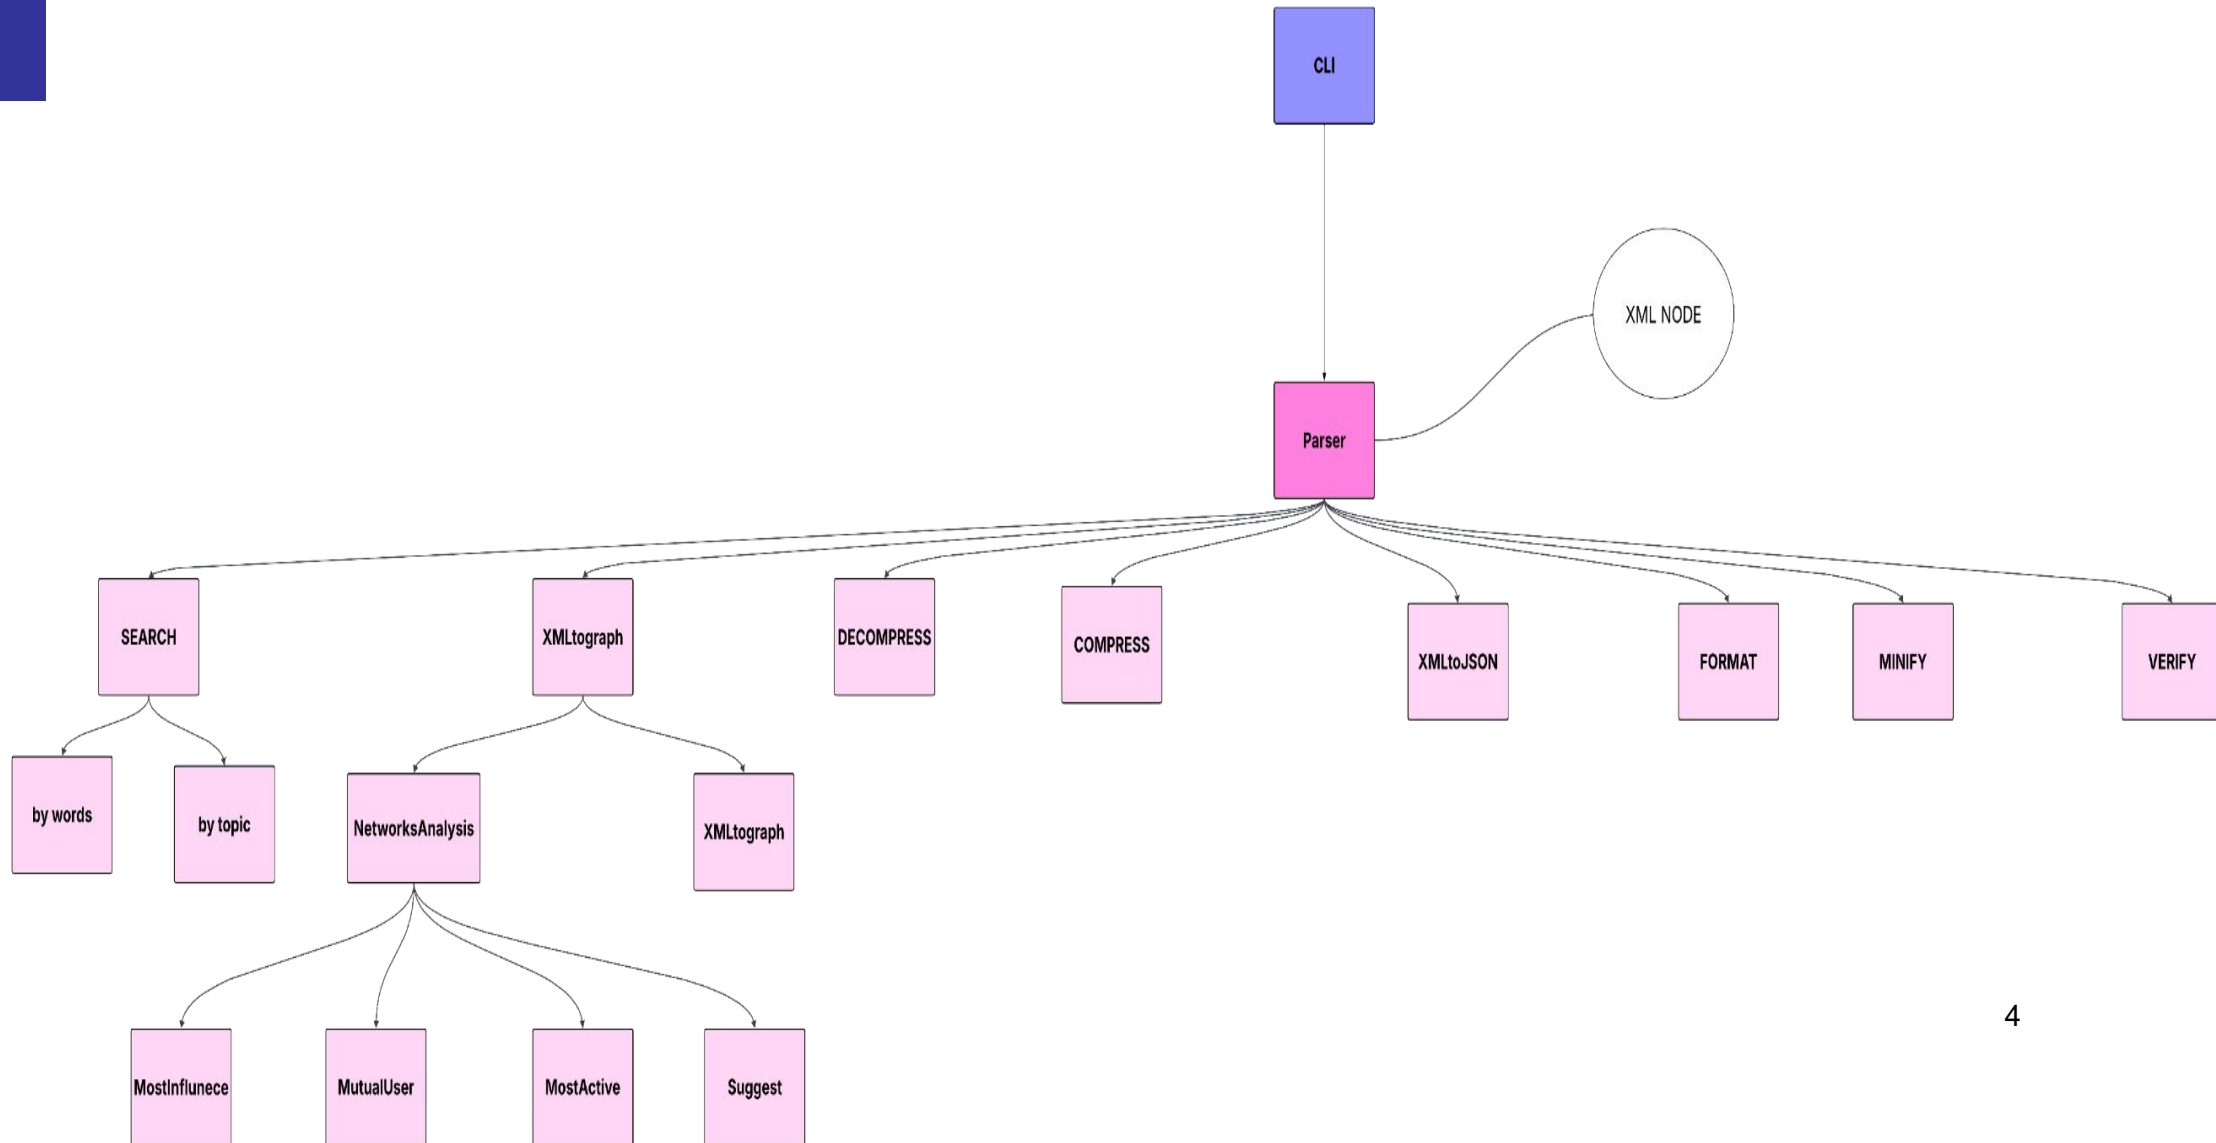 CLI
XML NODE
Parser
SEARCH
XMLtograph
DECOMPRESS
COMPRESS
XMLtoJSON
FORMAT
MINIFY
VERIFY
by words
by topic
NetworksAnalysis
XMLtograph
MostInflunece
MutualUser
MostActive
Suggest
4